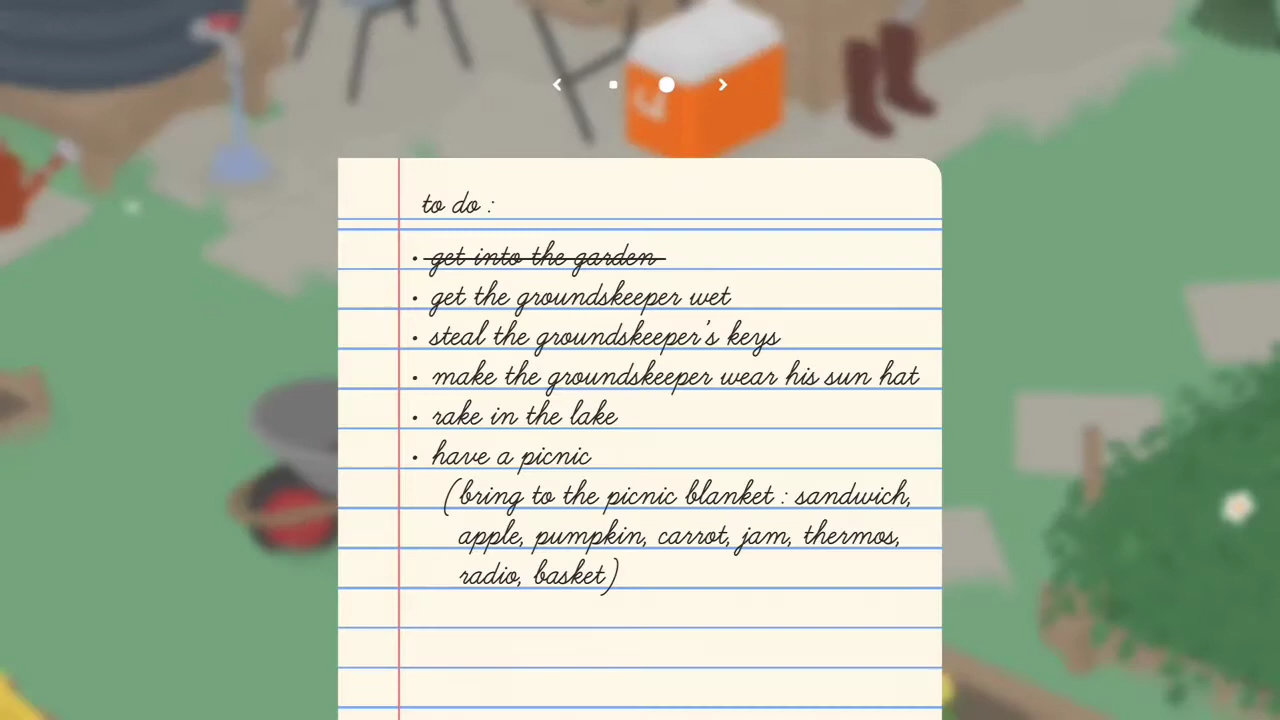 to do :
• get into the garden
• get the groundskeeper wet
• steal the groundskeeper's keys
• make the groundskeeper wear his sun hat
• rake in the lake
• have a picnic
(bring to the picnic blanket : sandwich,
apple, pumpkin, carrot, jam, thermos,
radio, basket)